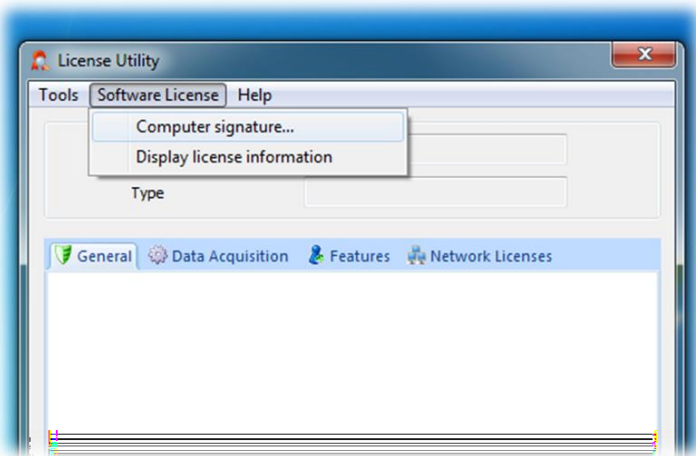 License Utility
Tools Software License Help
Computer signature...
Display license information
Type
General Data Acquisition Features Network Licenses